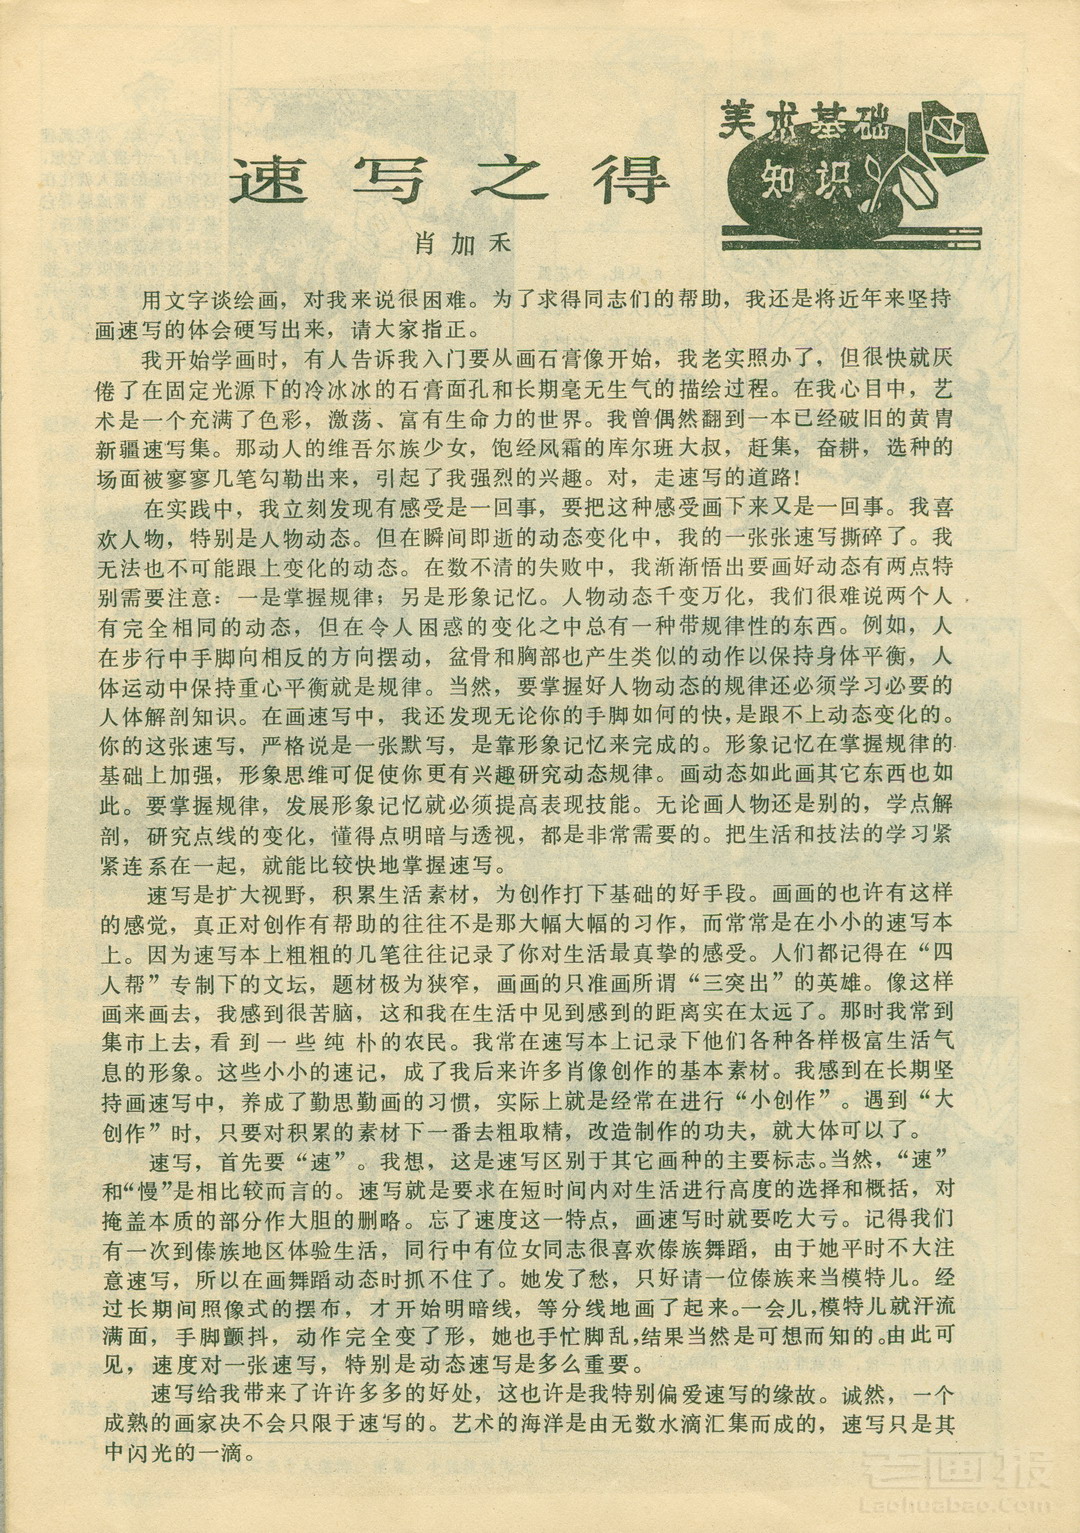 美术基础
知识
速写之得
肖加禾
用文字谈绘画，对我来说很困难。为了求得同志们的帮助，我还是将近年来坚持
画速写的体会硬写出来，请大家指正。
我开始学画时，有人告诉我入门要从画石膏像开始，我老实照办了，但很快就厌
倦了在固定光源下的冷冰冰的石膏面孔和长期毫无生气的描绘过程。在我心目中，艺
术是一个充满了色彩，激荡、富有生命力的世界。我曾偶然翻到一本已经破旧的黄胄
新疆速写集。那动人的维吾尔族少女，饱经风霜的库尔班大叔，赶集，奋耕，选种的
场面被寥寥几笔勾勒出来，引起了我强烈的兴趣。对，走速写的道路！
在实践中，我立刻发现有感受是一回事，要把这种感受画下来又是一回事。我喜
欢人物，特别是人物动态。但在瞬间即逝的动态变化中，我的一张张速写撕碎了。我
无法也不可能跟上变化的动态。在数不清的失败中，我渐渐悟出要画好动态有两点特
别需要注意：一是掌握规律；另是形象记忆。人物动态千变万化，我们很难说两个人
有完全相同的动态，但在令人困惑的变化之中总有一种带规律性的东西。例如，人
在步行中手脚向相反的方向摆动，盆骨和胸部也产生类似的动作以保持身体平衡，人
体运动中保持重心平衡就是规律。当然，要掌握好人物动态的规律还必须学习必要的
人体解剖知识。在画速写中，我还发现无论你的手脚如何的快，是跟不上动态变化的。
你的这张速写，严格说是一张默写，是靠形象记忆来完成的。形象记忆在掌握规律的
基础上加强，形象思维可促使你更有兴趣研究动态规律。画动态如此画其它东西也如
此。要掌握规律，发展形象记忆就必须提高表现技能。无论画人物还是别的，学点解
剖，研究点线的变化，懂得点明暗与透视，都是非常需要的。把生活和技法的学习紧
紧连系在一起，就能比较快地掌握速写。
速写是扩大视野，积累生活素材，为创作打下基础的好手段。画画的也许有这样
的感觉，真正对创作有帮助的往往不是那大幅大幅的习作，而常常是在小小的速写本
上。因为速写本上粗粗的几笔往往记录了你对生活最真挚的感受。人们都记得在“四
人帮”专制下的文坛，题材极为狭窄，画画的只准画所谓“三突出”的英雄。像这样
画来画去，我感到很苦脑，这和我在生活中见到感到的距离实在太远了。那时我常到
集市上去，看到一些纯朴的农民。我常在速写本上记录下他们各种各样极富生活气
息的形象。这些小小的速记，成了我后来许多肖像创作的基本素材。我感到在长期坚
持画速写中，养成了勤思勤画的习惯，实际上就是经常在进行“小创作”。遇到“大
创作”时，只要对积累的素材下一番去粗取精，改造制作的功夫，就大体可以了。
速写，首先要“速”。我想，这是速写区别于其它画种的主要标志。当然，“速”
和“慢”是相比较而言的。速写就是要求在短时间内对生活进行高度的选择和概括，对
掩盖本质的部分作大胆的删略。忘了速度这一特点，画速写时就要吃大亏。记得我们
有一次到傣族地区体验生活，同行中有位女同志很喜欢傣族舞蹈，由于她平时不大注
意速写，所以在画舞蹈动态时抓不住了。她发了愁，只好请一位傣族来当模特儿。经
过长期间照像式的摆布，才开始明暗线，等分线地画了起来。一会儿，模特儿就汗流
满面，手脚颤抖，动作完全变了形，她也手忙脚乱，结果当然是可想而知的。由此可
见，速度对一张速写，特别是动态速写是多么重要。
速写给我带来了许许多多的好处，这也许是我特别偏爱速写的缘故。诚然，一个
成熟的画家决不会只限于速写的。艺术的海洋是由无数水滴汇集而成的，速写只是其
中闪光的一滴。
老画报
Laohuabao.Com